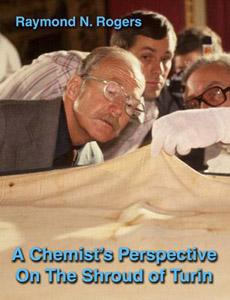 Raymond N. Rogers
A Chemist's Perspective
On The Shroud of Turin